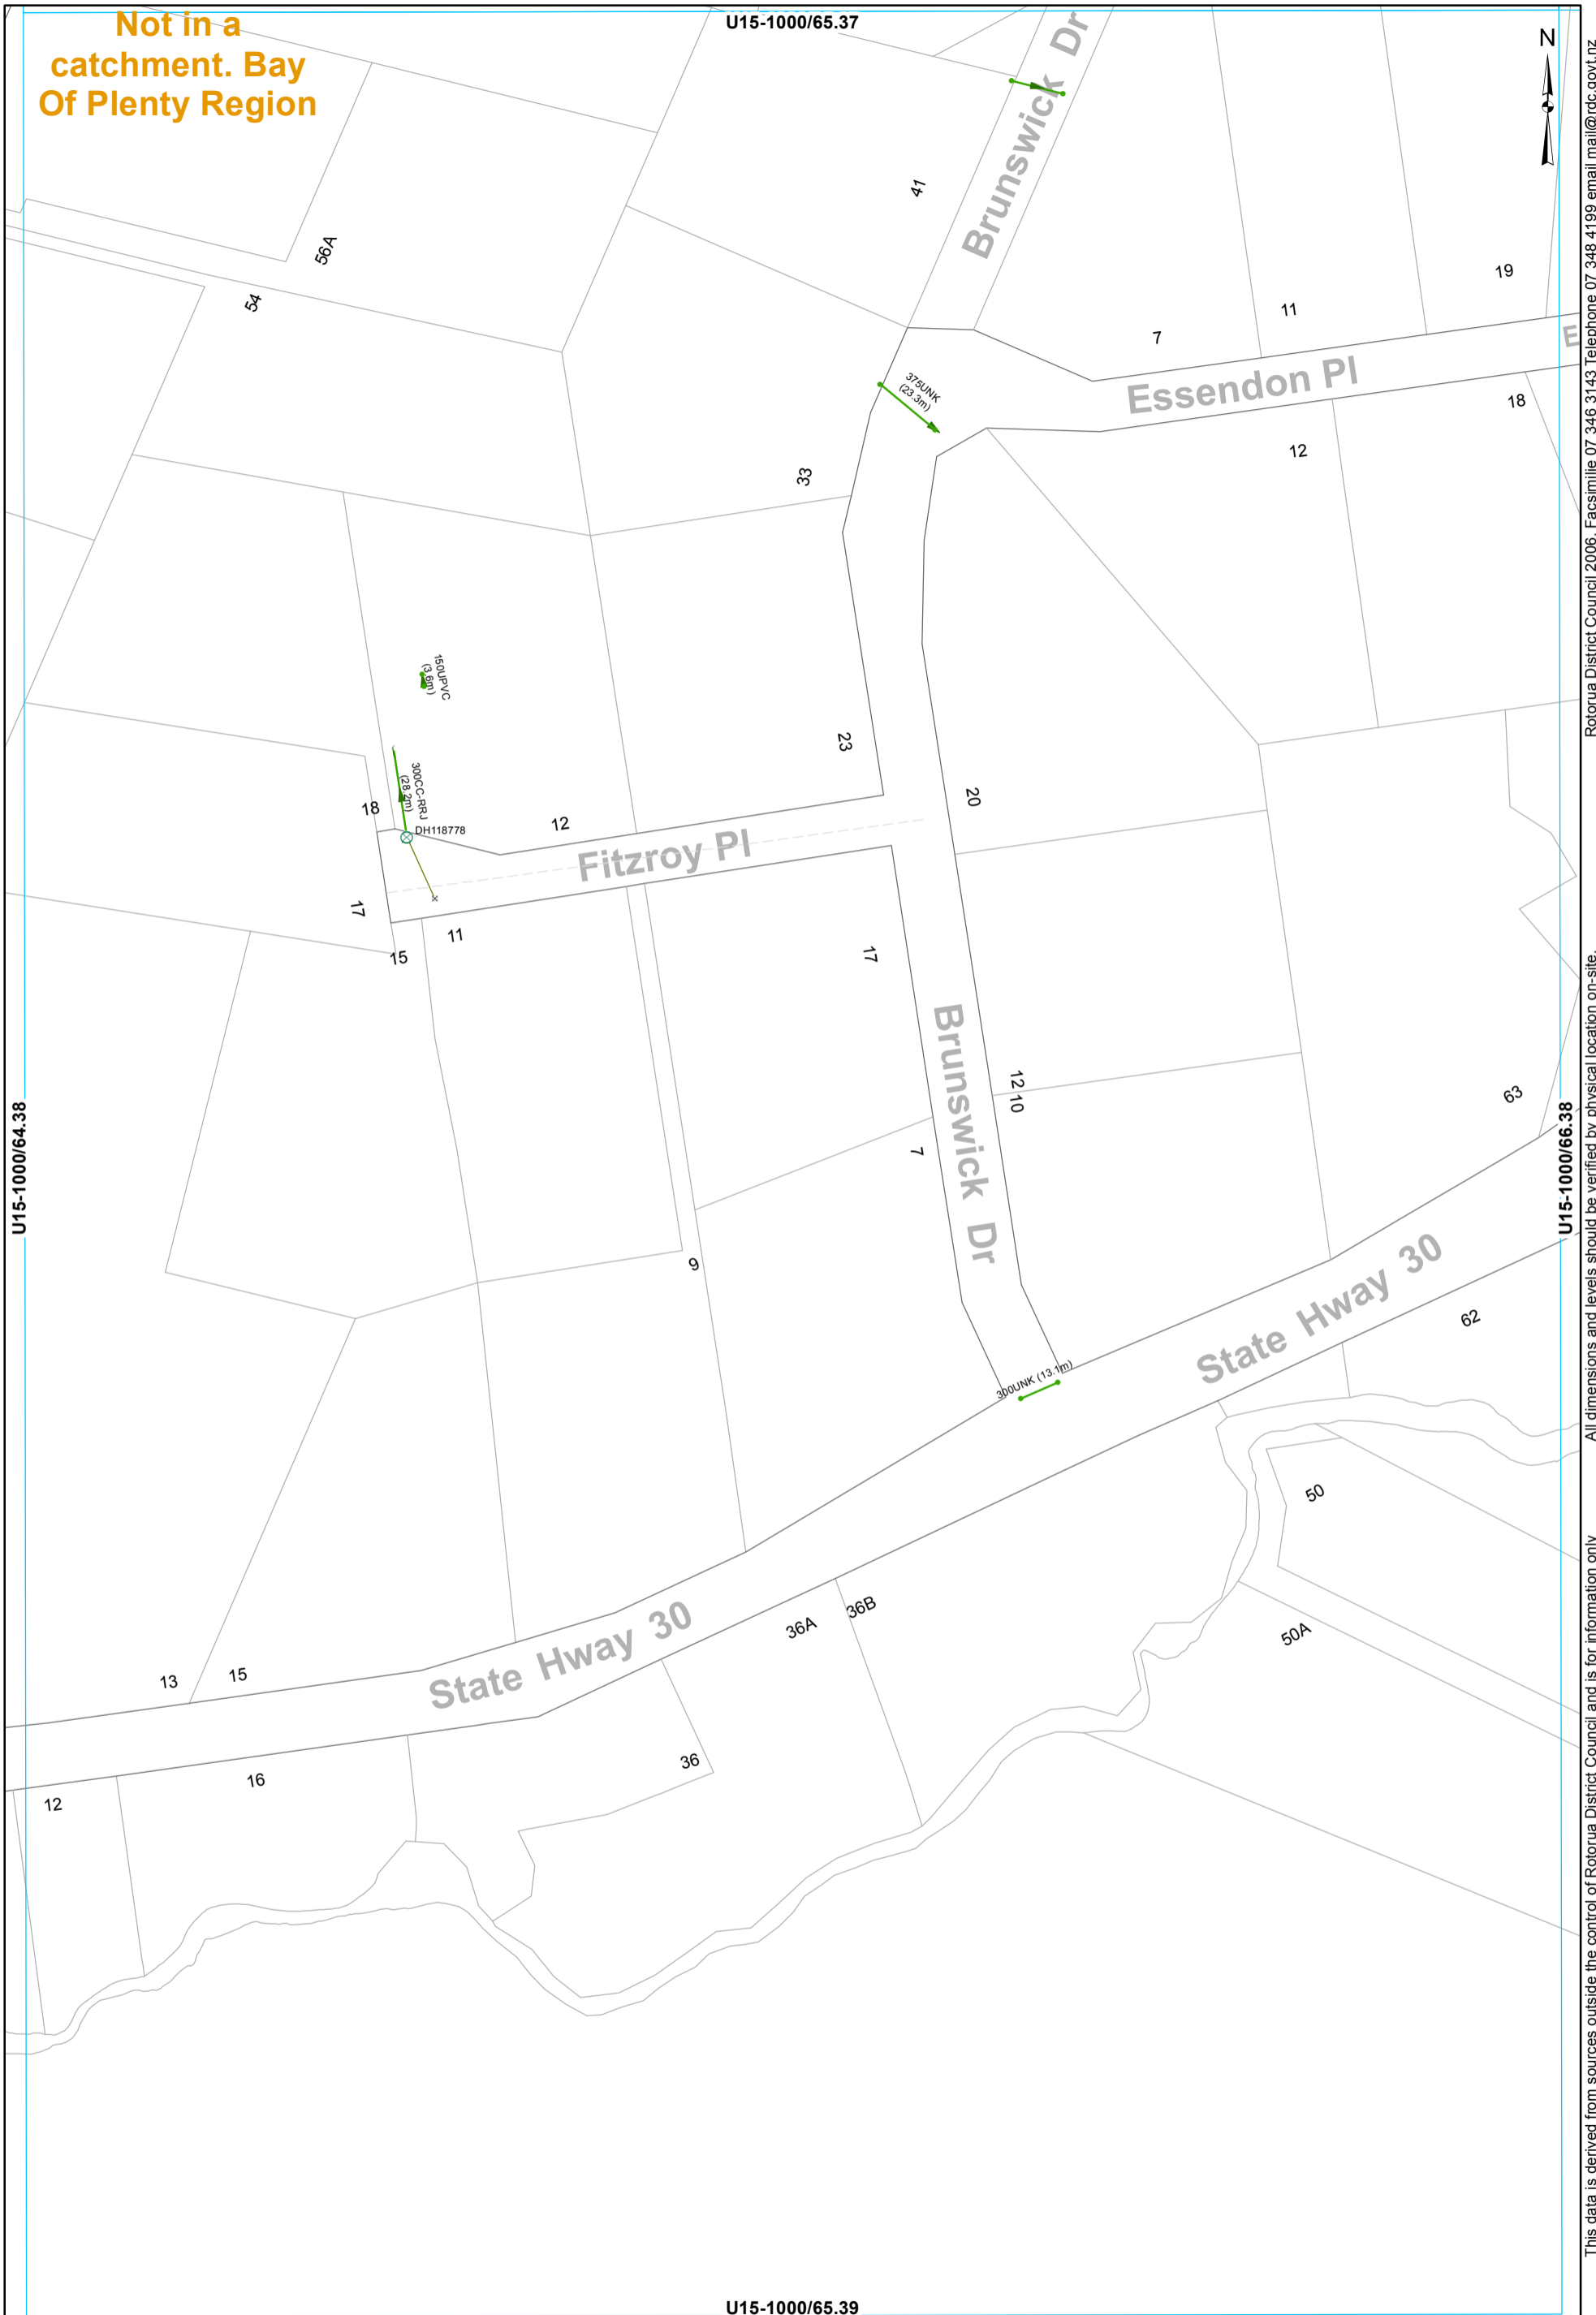 Not in a
catchment. Bay
Of Plenty Region
U15-1000/65.37
N
Brunswick Dr
41
56A
54
19
11
7
E
Essendon Pl
375UNK
(23.3m)
18
12
33
150UPVC
(3.6m)
23
300CC-RRJ
(28.2m)
18
DH118778
12
20
Fitzroy Pl
17
11
15
17
Brunswick Dr
12
10
63
7
U15-1000/64.38
U15-1000/66.38
9
State Hway 30
62
300UNK (13.1m)
50
36B
36A
50A
State Hway 30
13
15
36
16
12
U15-1000/65.39
Rotorua District Council 2006. Facsimilie 07 346 3143 Telephone 07 348 4199 email mail@rdc.govt.nz
All dimensions and levels should be verified by physical location on-site.
This data is derived from sources outside the control of Rotorua District Council and is for information only